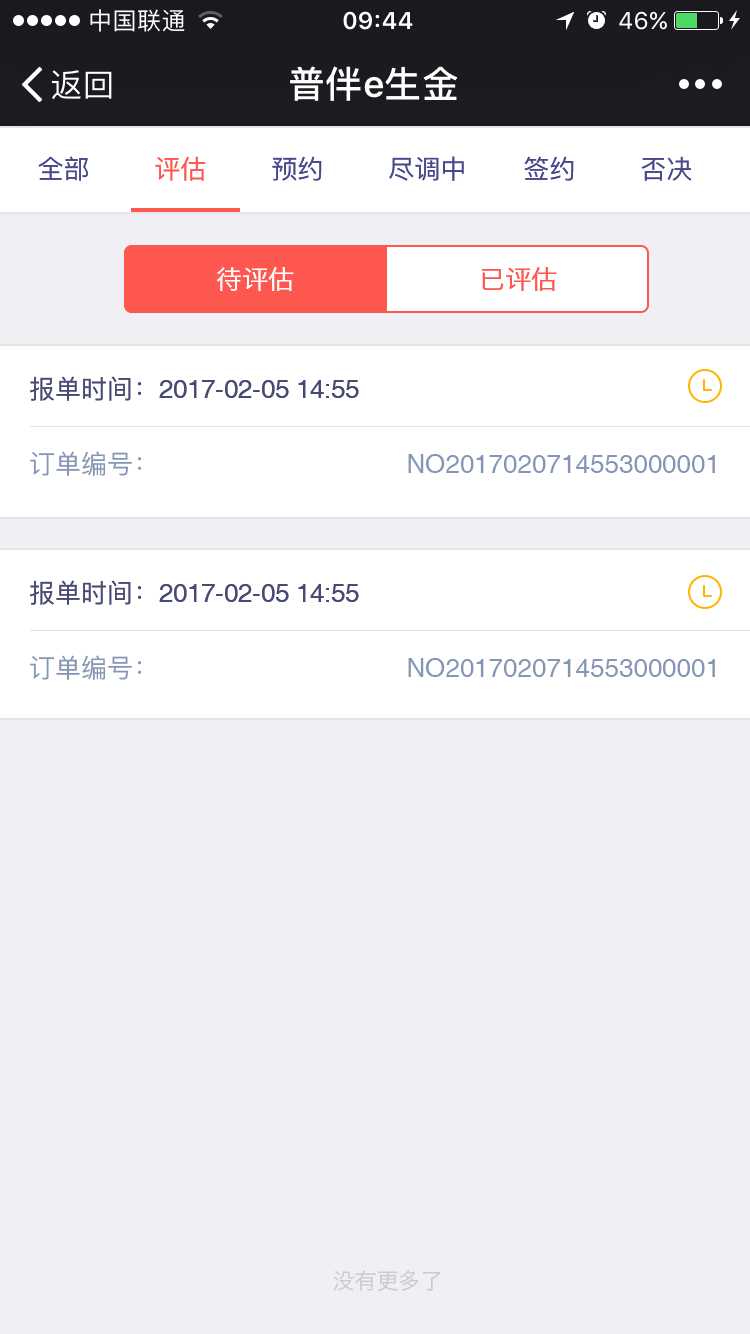 中国联通 09:44 46%
返回 普伴e生金
全部 评估 预约 尽调中 签约 否决
待评估 已评估
报单时间：2017-02-05 14:55
订单编号： NO2017020714553000001
报单时间：2017-02-05 14:55
订单编号： NO2017020714553000001
没有更多了